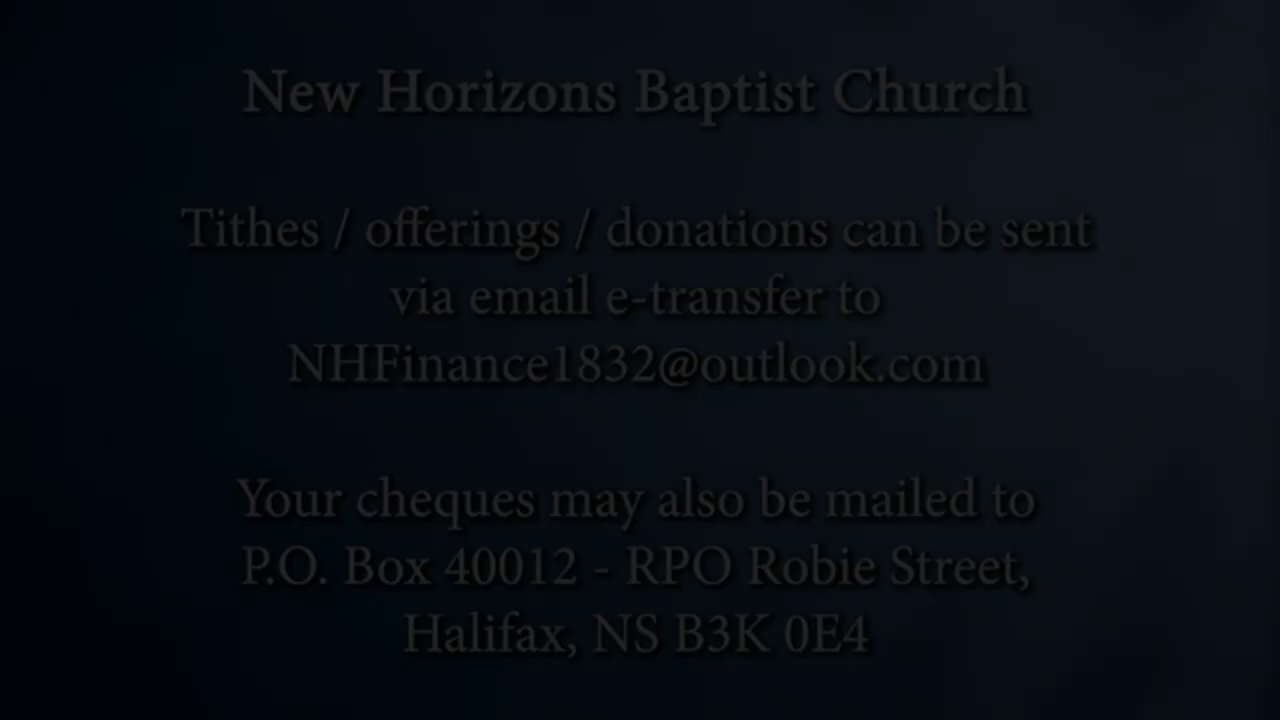 New Horizons Baptist Church
Tithes / offerings / donations can be sent
via email e-transfer to
NHFinance1832@outlook.com
Your cheques may also be mailed to
P.O. Box 40012 - RPO Robie Street,
Halifax, NS B3K 0E4